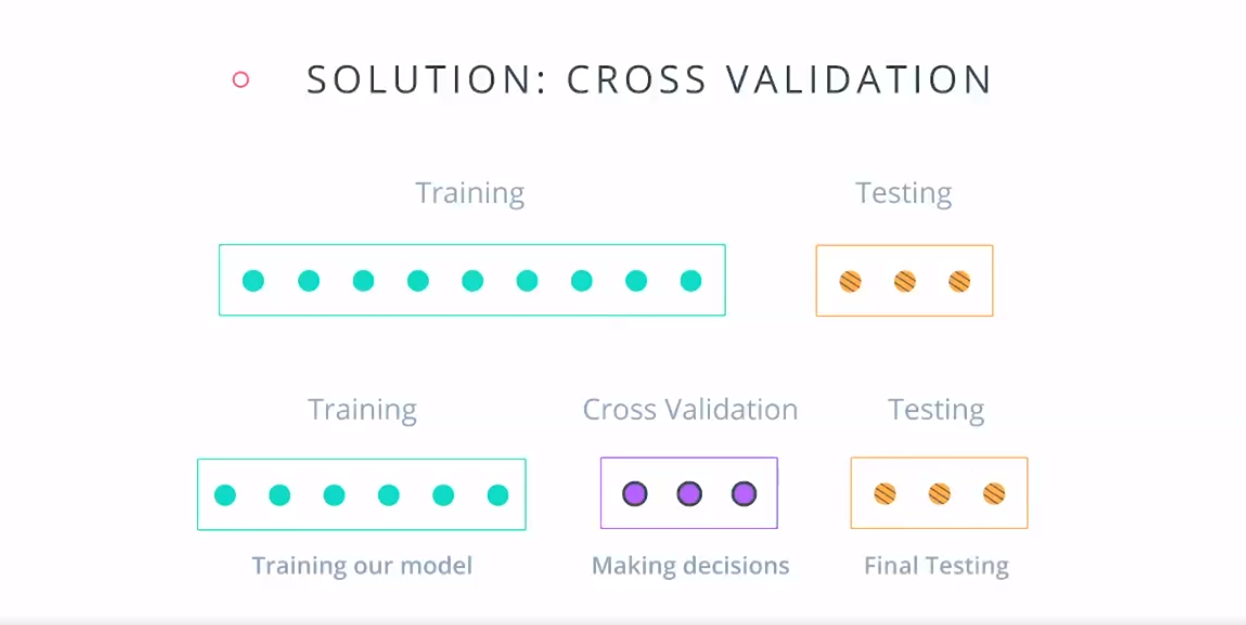 SOLUTION: CROSS VALIDATION
Training Testing
Training Cross Validation Testing
Training our model Making decisions Final Testing